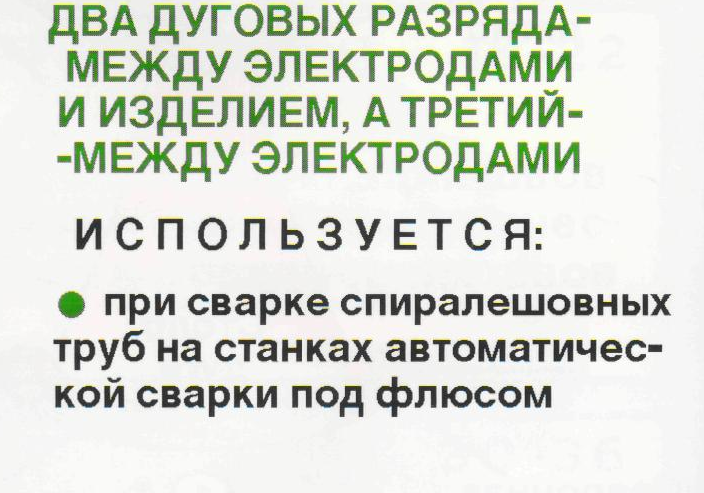 ДВА ДУГОВЫХ РАЗРЯДА-
МЕЖДУ ЭЛЕКТРОДАМИ
И ИЗДЕЛИЕМ, А ТРЕТИЙ-
-МЕЖДУ ЭЛЕКТРОДАМИ
ИСПОЛЬЗУЕТСЯ:
● при сварке спиралешовных
труб на станках автоматичес-
кой сварки под флюсом